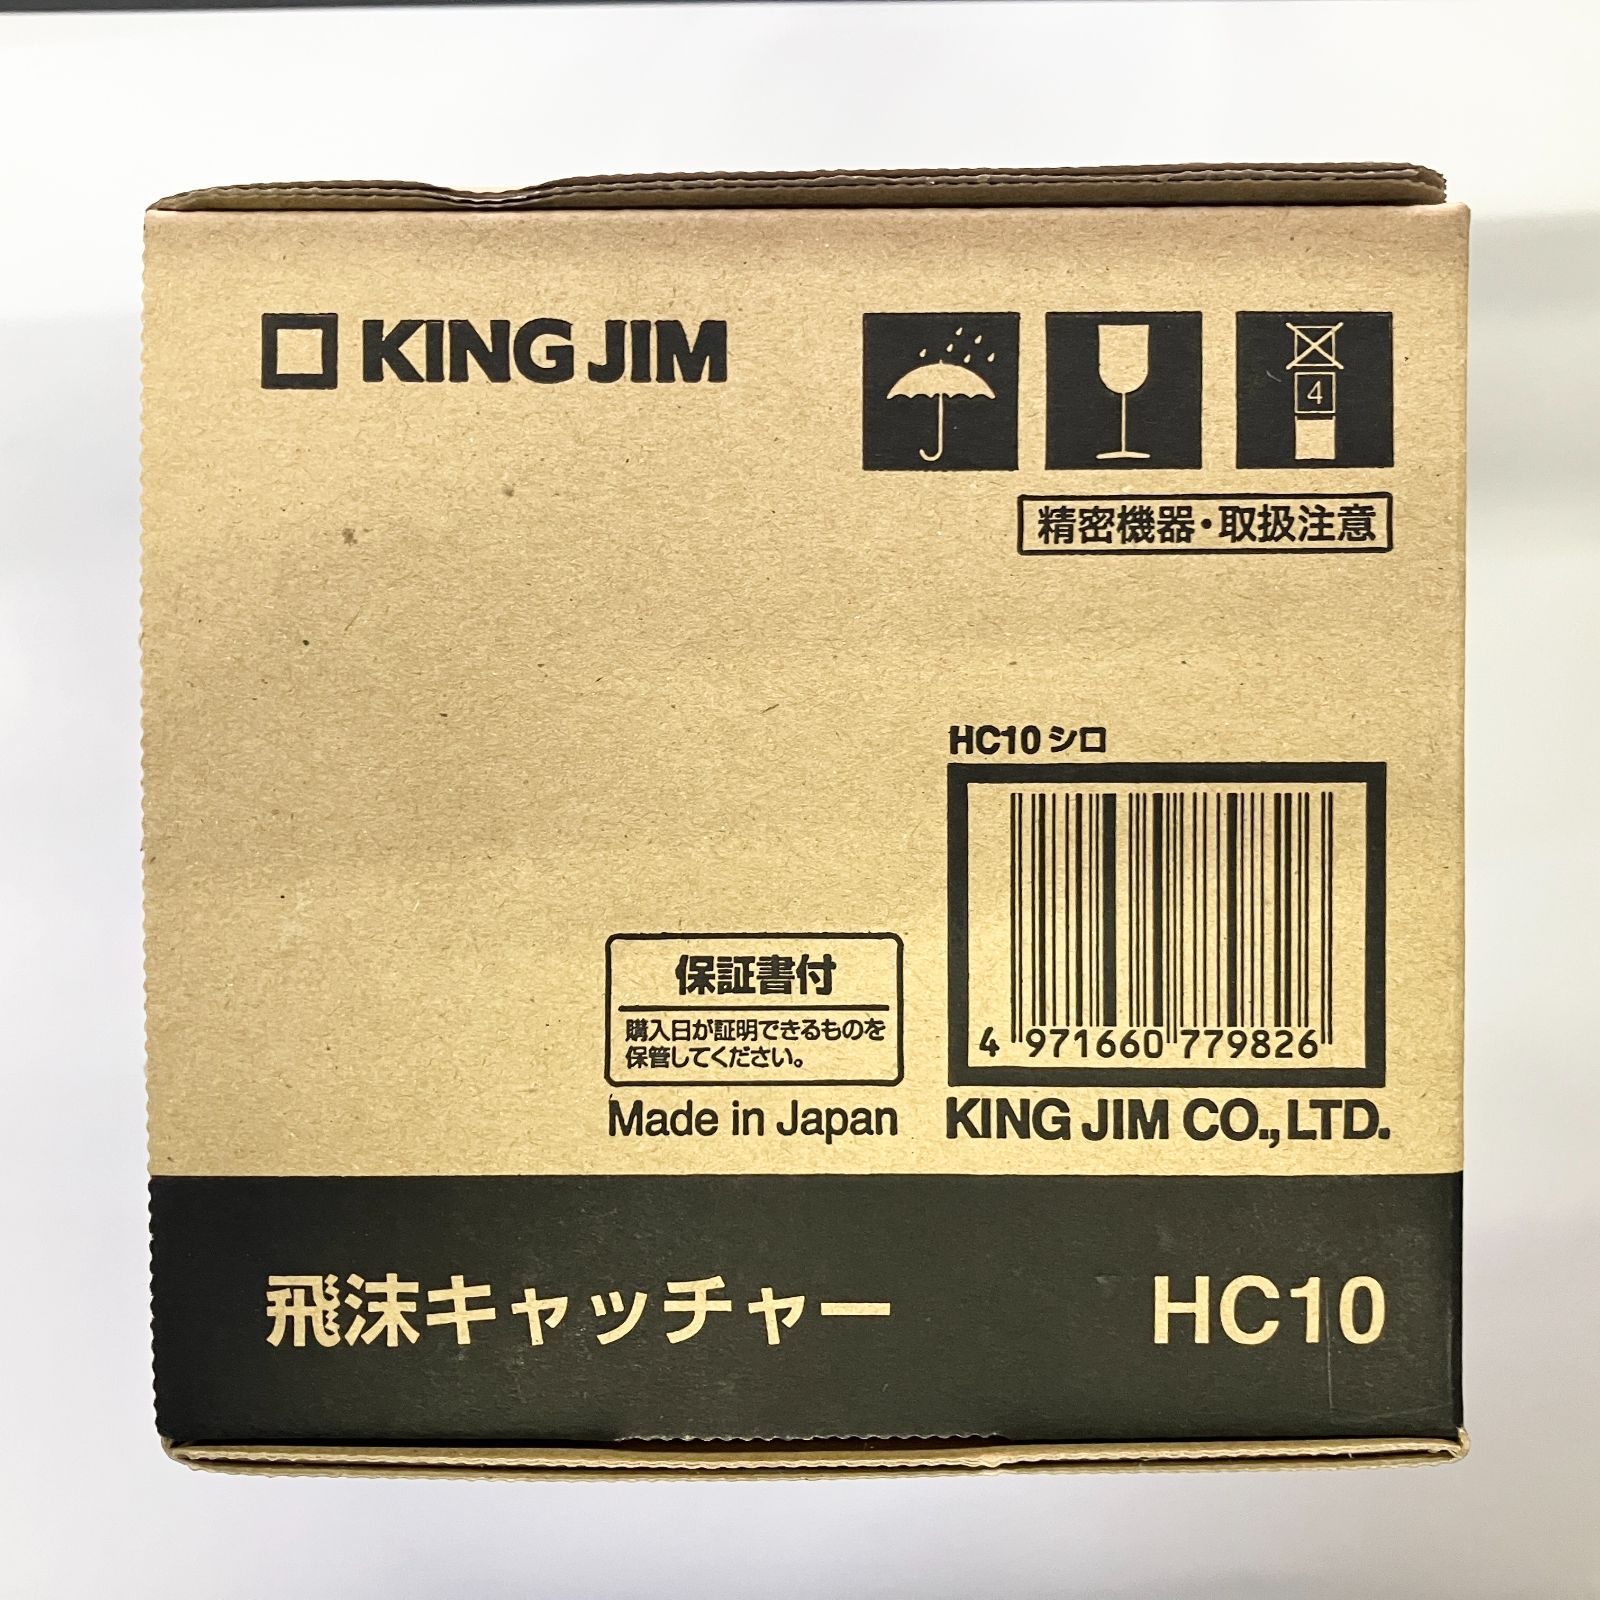 KING JIM
4
精密機器・取扱注意
HC10 シロ
4 971660 779826
保証書付
購入日が証明できるものを
保管してください。
Made in Japan
KING JIM CO.,LTD.
飛沫キャッチャー HC10